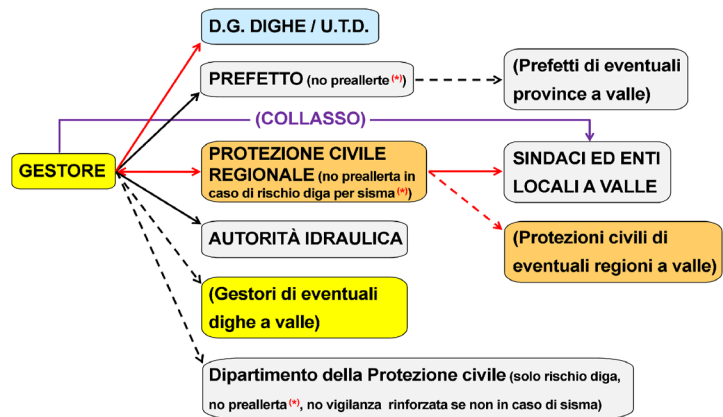 D.G. DIGHE / U.T.D.
PREFETTO (no preallerte (*))
(Prefetti di eventuali
province a valle)
(COLLASSO)
GESTORE
PROTEZIONE CIVILE
REGIONALE (no preallerta in
caso di rischio diga per sisma (*))
SINDACI ED ENTI
LOCALI A VALLE
AUTORITÀ IDRAULICA
(Protezioni civili di
eventuali regioni a valle)
(Gestori di eventuali
dighe a valle)
Dipartimento della Protezione civile (solo rischio diga,
no preallerta (*), no vigilanza rinforzata se non in caso di sisma)